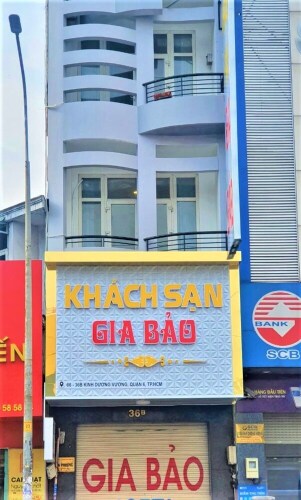 KHÁCH SẠN
GIA BẢO
36B KINH DƯƠNG VƯƠNG, QUẬN 6, TP.HCM
36B
GIA BẢO
BANK
SCB
ẾN
58 58